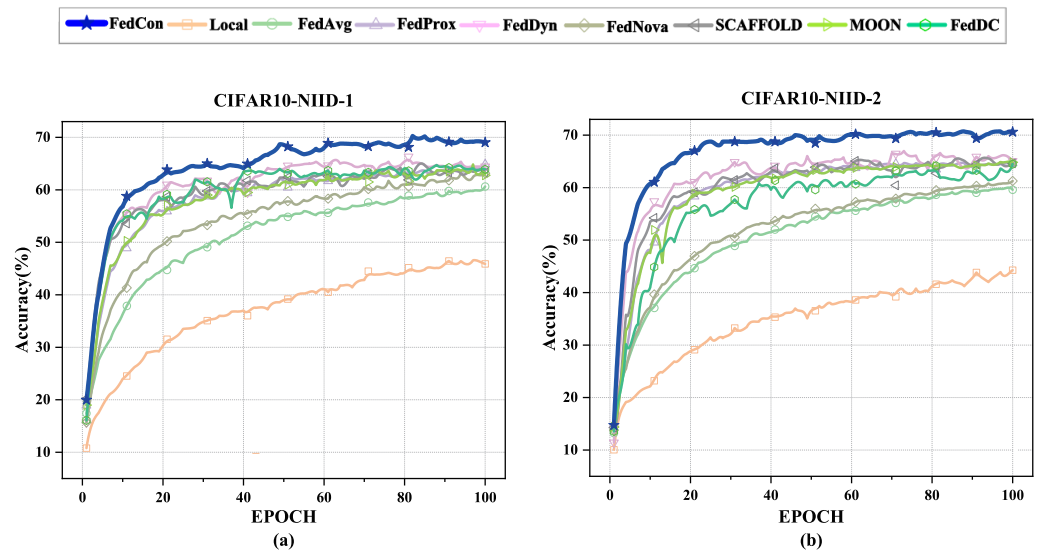 FedCon Local FedAvg FedProx FedDyn FedNova SCAFFOLD MOON FedDC
CIFAR10-NIID-1
Accuracy(%)
70
60
50
40
30
20
10
0 20 40 60 80 100
EPOCH
(a)
CIFAR10-NIID-2
Accuracy(%)
70
60
50
40
30
20
10
0 20 40 60 80 100
EPOCH
(b)